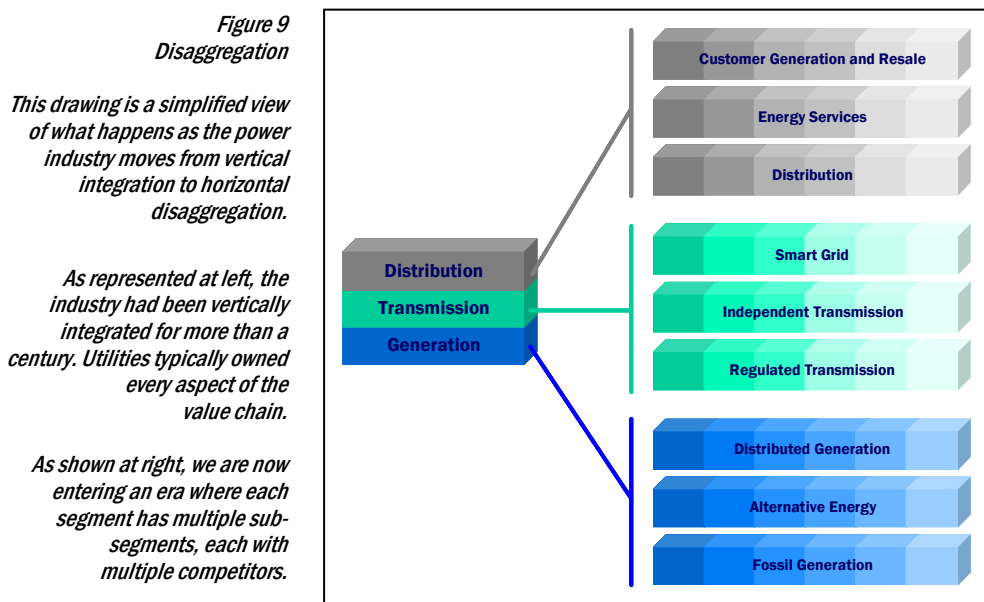 Figure 9
Disaggregation
This drawing is a simplified view
of what happens as the power
industry moves from vertical
integration to horizontal
disaggregation.
As represented at left, the
industry had been vertically
integrated for more than a
century. Utilities typically owned
every aspect of the
value chain.
As shown at right, we are now
entering an era where each
segment has multiple sub-
segments, each with
multiple competitors.
Distribution
Transmission
Generation
Customer Generation and Resale
Energy Services
Distribution
Smart Grid
Independent Transmission
Regulated Transmission
Distributed Generation
Alternative Energy
Fossil Generation